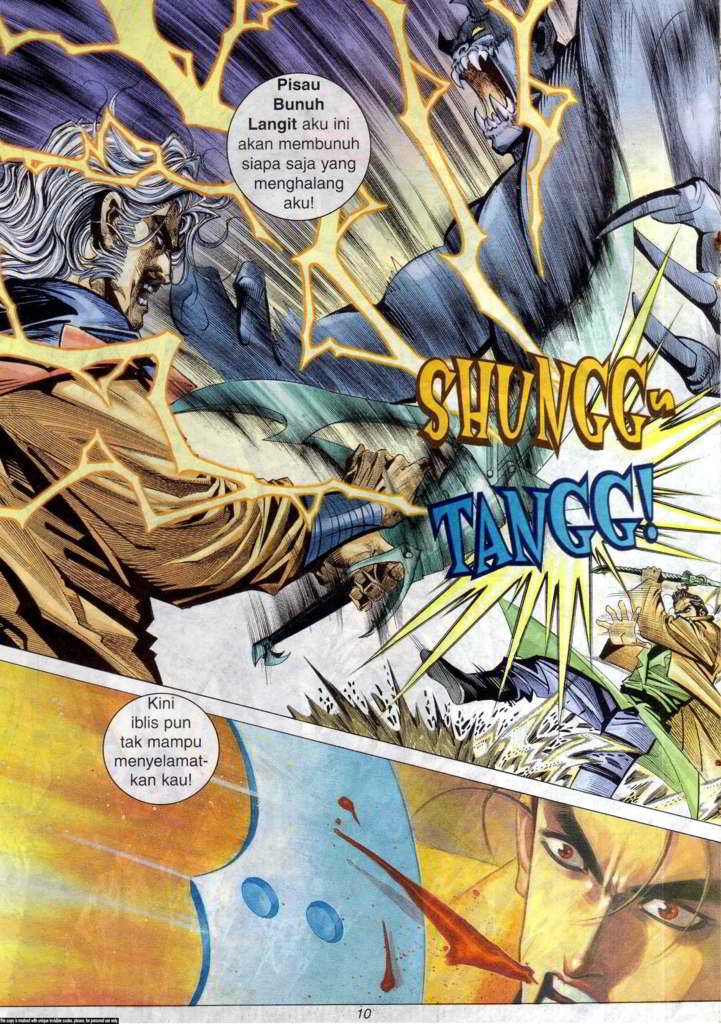 Pisau
Bunuh
Langit aku ini
akan membunuh
siapa saja yang
menghalang
aku!
SHUNGG~
TANGG!
Kini
iblis pun
tak mampu
menyelamat-
kan kau!
10